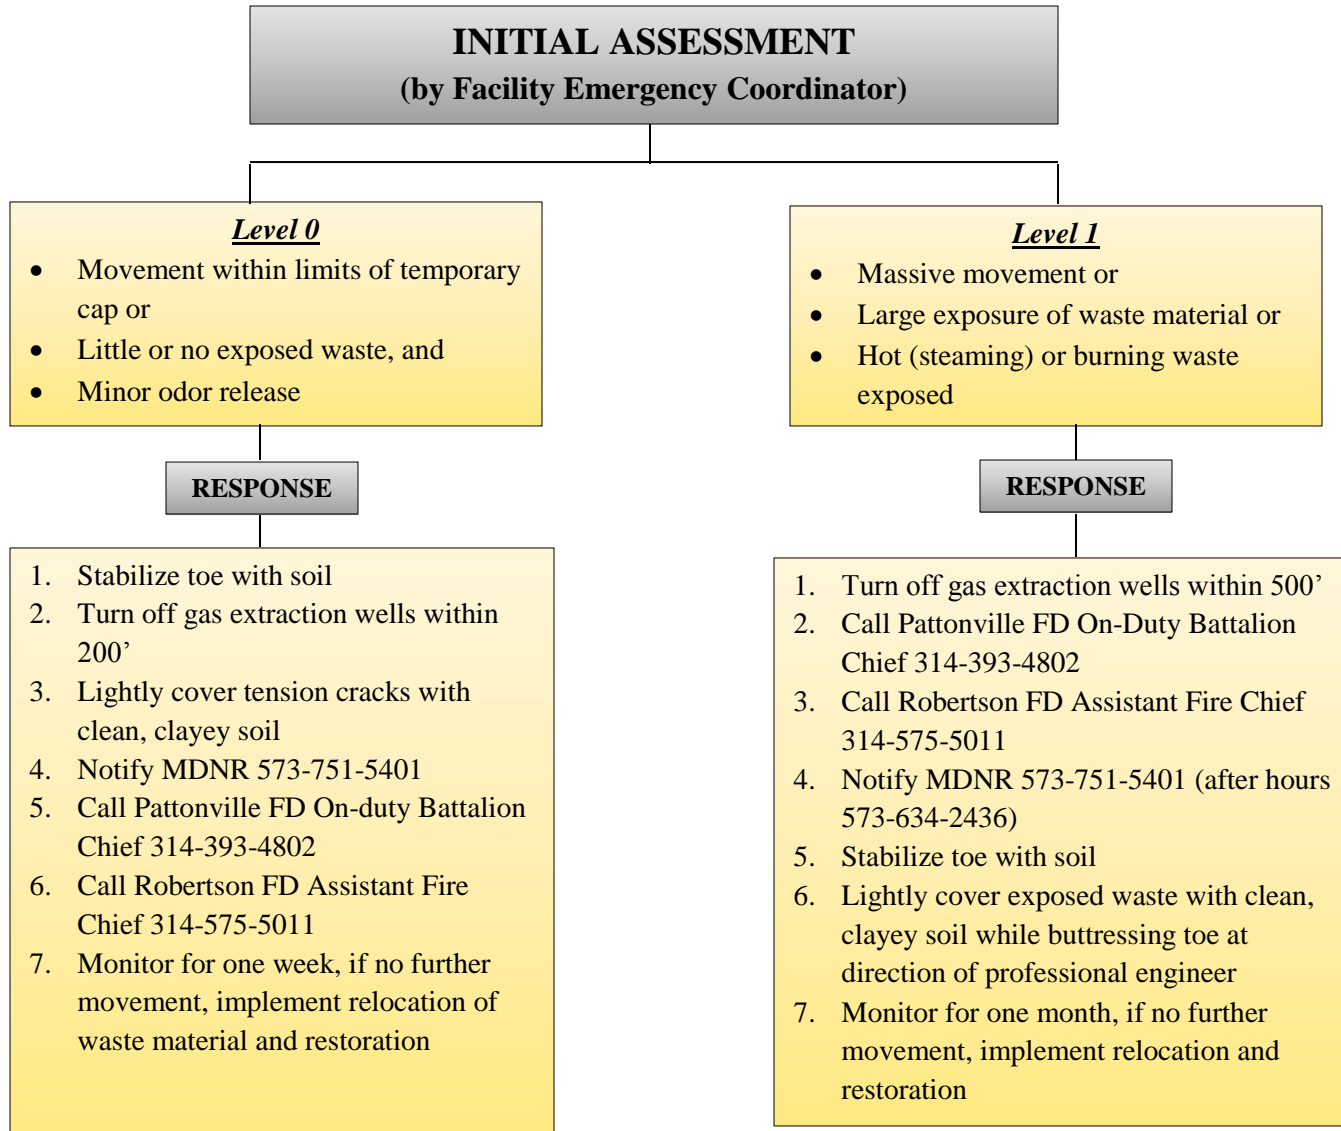 INITIAL ASSESSMENT
(by Facility Emergency Coordinator)
Level 0
• Movement within limits of temporary
cap or
• Little or no exposed waste, and
• Minor odor release
RESPONSE
1. Stabilize toe with soil
2. Turn off gas extraction wells within
200’
3. Lightly cover tension cracks with
clean, clayey soil
4. Notify MDNR 573-751-5401
5. Call Pattonville FD On-duty Battalion
Chief 314-393-4802
6. Call Robertson FD Assistant Fire
Chief 314-575-5011
7. Monitor for one week, if no further
movement, implement relocation of
waste material and restoration
Level 1
• Massive movement or
• Large exposure of waste material or
• Hot (steaming) or burning waste
exposed
RESPONSE
1. Turn off gas extraction wells within 500’
2. Call Pattonville FD On-Duty Battalion
Chief 314-393-4802
3. Call Robertson FD Assistant Fire Chief
314-575-5011
4. Notify MDNR 573-751-5401 (after hours
573-634-2436)
5. Stabilize toe with soil
6. Lightly cover exposed waste with clean,
clayey soil while buttressing toe at
direction of professional engineer
7. Monitor for one month, if no further
movement, implement relocation and
restoration